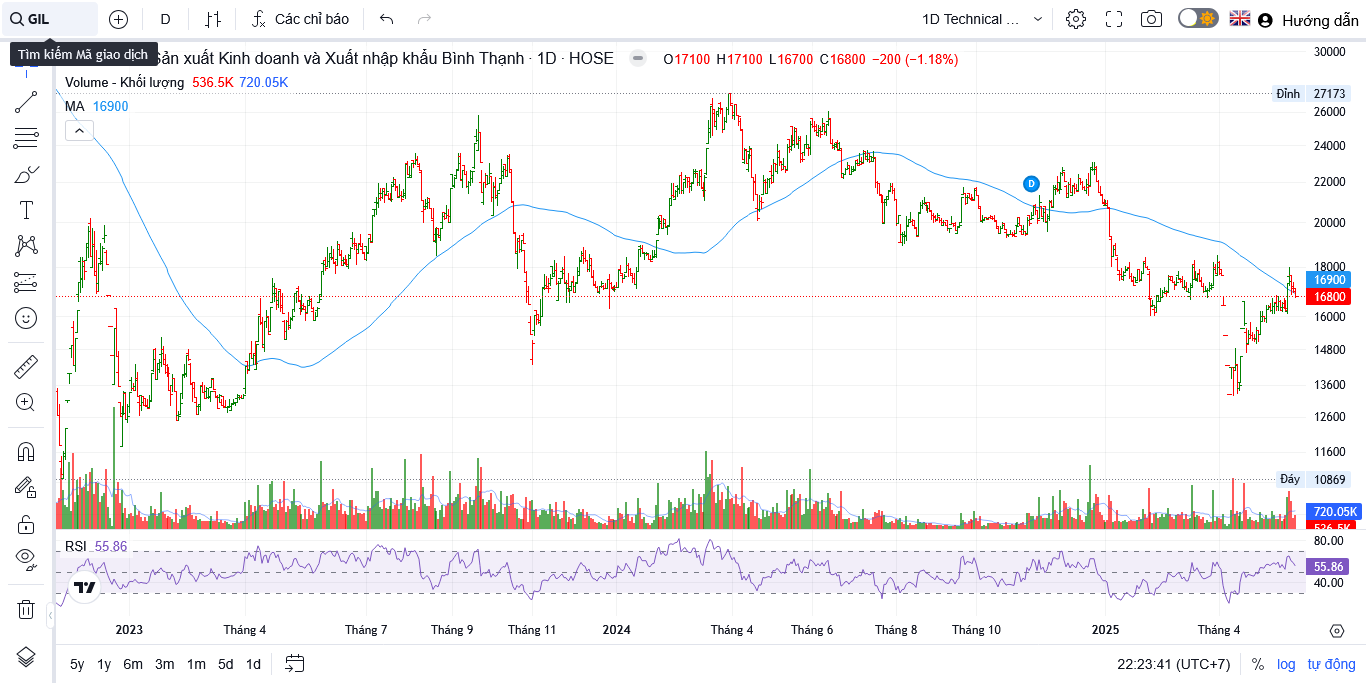 GIL
D
Các chỉ báo
1D Technical ...
Hướng dẫn
Tìm kiếm Mã giao dịch
Sản xuất Kinh doanh và Xuất nhập khẩu Bình Thạnh · 1D · HOSE
O17100 H17100 L16700 C16800 −200 (−1.18%)
Volume - Khối lượng 536.5K 720.05K
MA 16900
30000
Đỉnh 27173
26000
24000
22000
D
20000
18000
16900
16800
16000
14800
13600
12600
11600
Đáy 10869
720.05K
536.5K
RSI 55.86
80.00
55.86
40.00
2023 Tháng 4 Tháng 7 Tháng 9 Tháng 11 2024 Tháng 4 Tháng 6 Tháng 8 Tháng 10 2025 Tháng 4
5y 1y 6m 3m 1m 5d 1d
22:23:41 (UTC+7) % log tự động